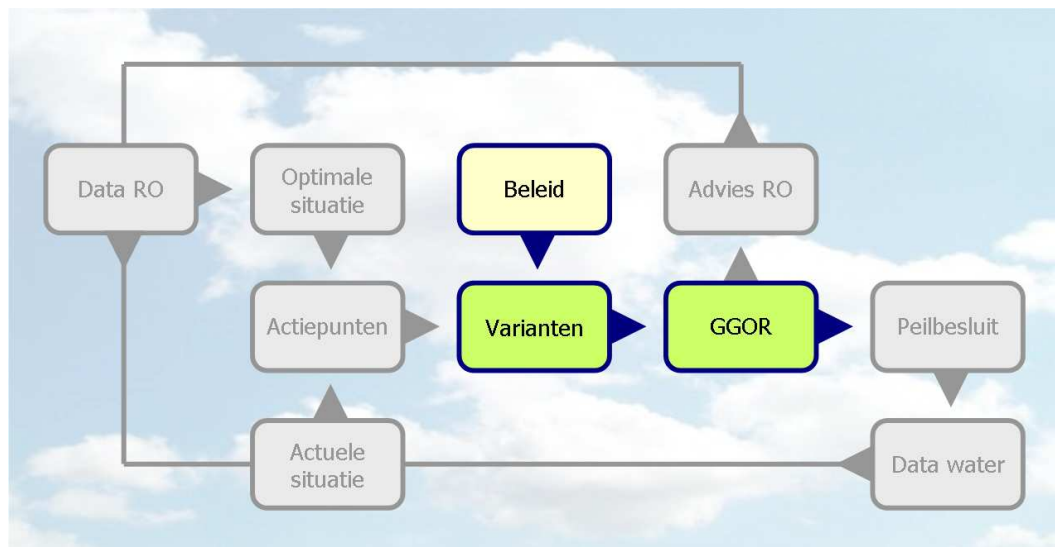 Data RO
Optimale
situatie
Beleid
Advies RO
Actiepunten
Varianten
GGOR
Peilbesluit
Actuele
situatie
Data water